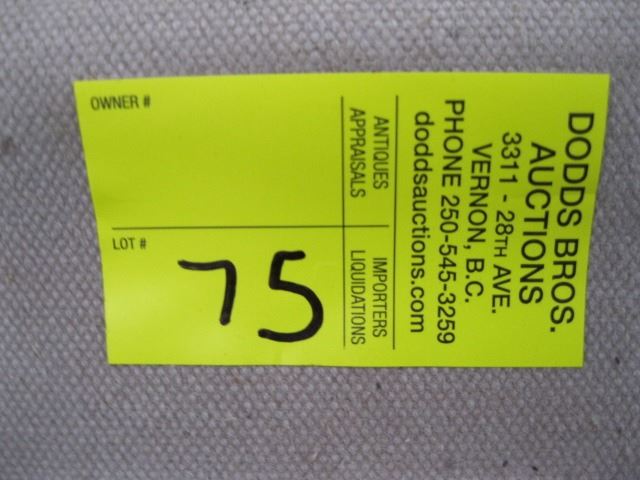 DODDS BROS.
AUCTIONS
3311 - 28TH AVE.
VERNON, B.C.
PHONE 250-545-3259
doddsauctions.com
ANTIQUES
APPRAISALS
IMPORTERS
LIQUIDATIONS
OWNER #
LOT #
75